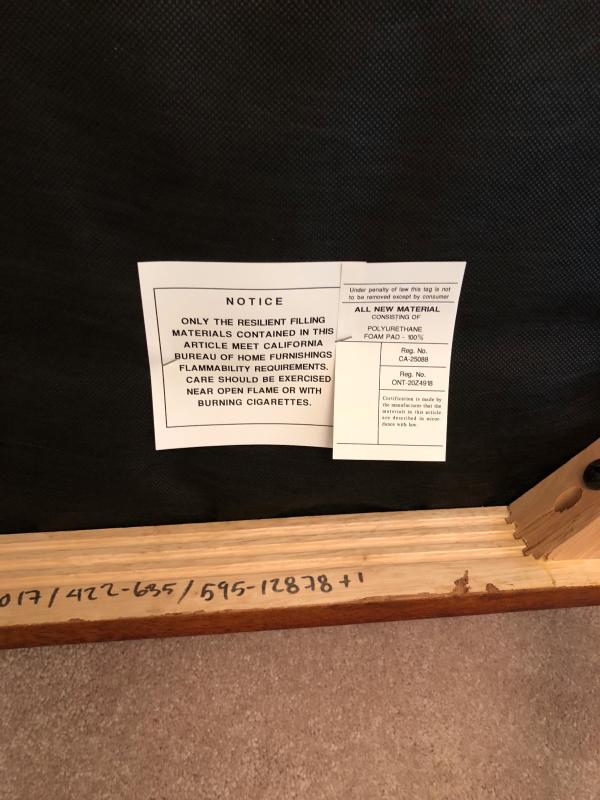 NOTICE
ONLY THE RESILIENT FILLING
MATERIALS CONTAINED IN THIS
ARTICLE MEET CALIFORNIA
BUREAU OF HOME FURNISHINGS
FLAMMABILITY REQUIREMENTS.
CARE SHOULD BE EXERCISED
NEAR OPEN FLAME OR WITH
BURNING CIGARETTES.
Under penalty of law this tag is not
to be removed except by consumer
ALL NEW MATERIAL
CONSISTING OF
POLYURETHANE
FOAM PAD - 100%
Reg. No.
CA-25088
Reg. No.
ONT-20Z4918
Certification is made by
the manufacture that the
materials in this article
are described in accor-
dance with law.
017/422-635/595-12878+1